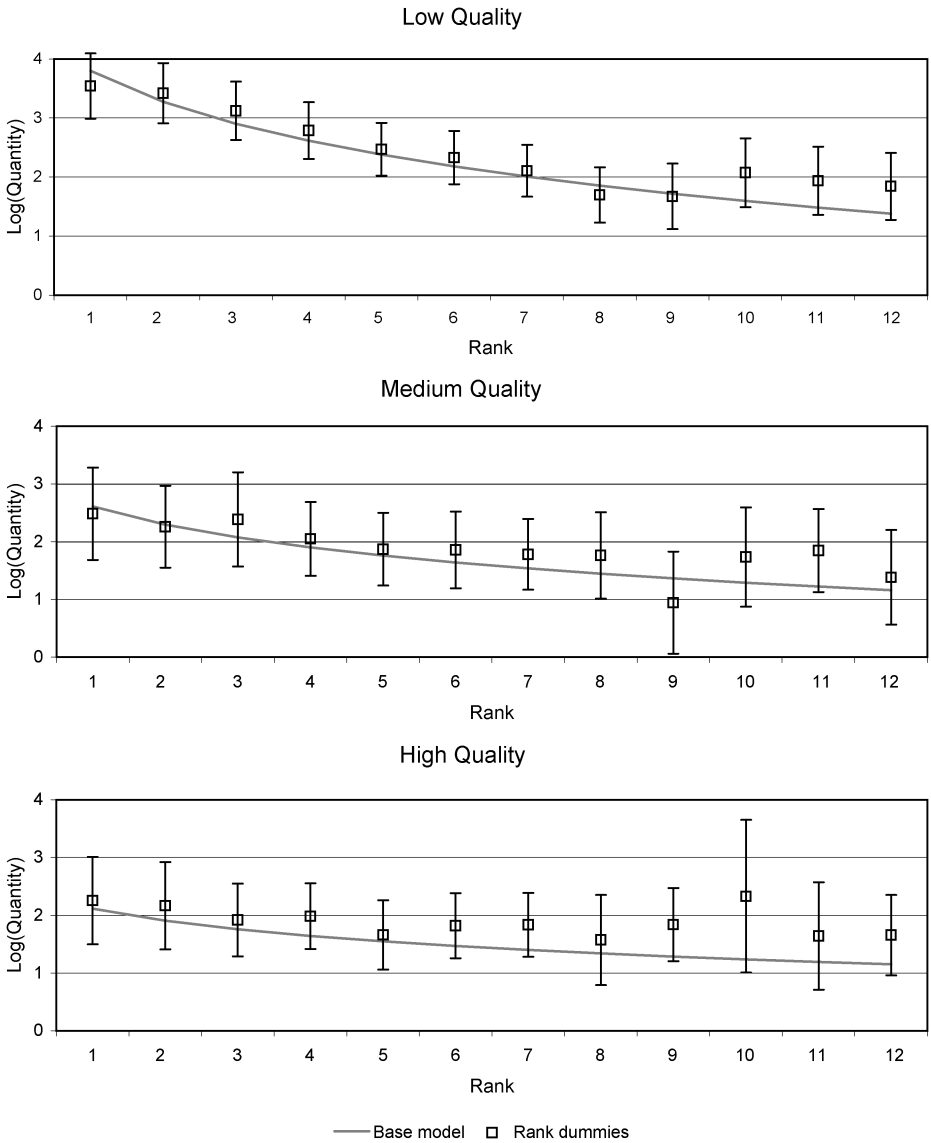 Low Quality
4
3
2
1
0
Log(Quantity)
1 2 3 4 5 6 7 8 9 10 11 12
Rank
Medium Quality
4
3
2
1
0
Log(Quantity)
1 2 3 4 5 6 7 8 9 10 11 12
Rank
High Quality
4
3
2
1
0
Log(Quantity)
1 2 3 4 5 6 7 8 9 10 11 12
Rank
Base model Rank dummies